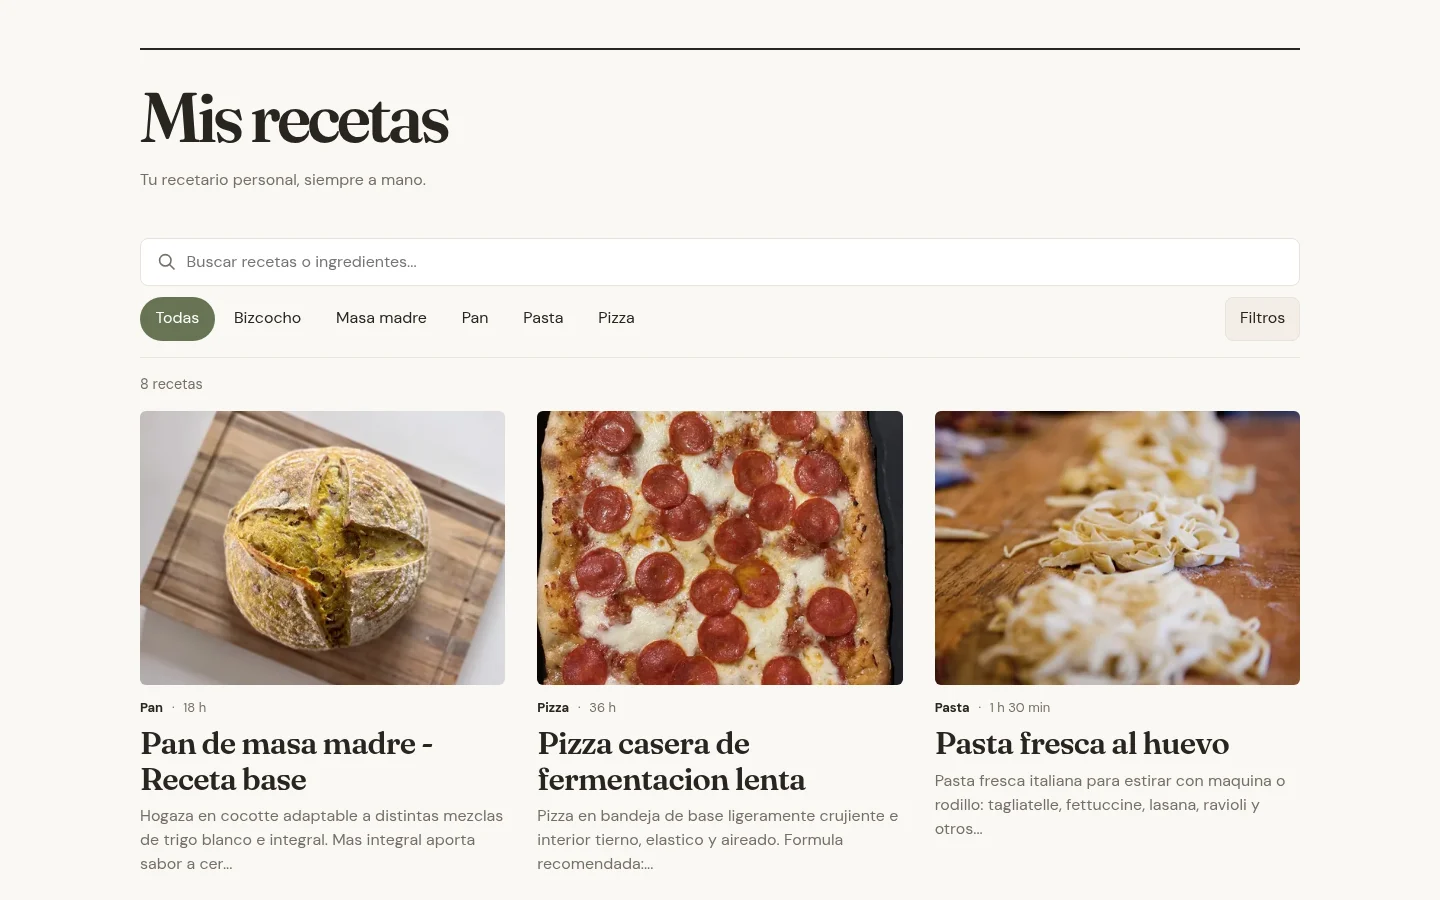 Mis recetas
Tu recetario personal, siempre a mano.
Buscar recetas o ingredientes...
Todas Bizcocho Masa madre Pan Pasta Pizza Filtros
8 recetas
Pan · 18 h
Pan de masa madre -
Receta base
Hogaza en cocotte adaptable a distintas mezclas
de trigo blanco e integral. Mas integral aporta
sabor a cer...
Pizza · 36 h
Pizza casera de
fermentacion lenta
Pizza en bandeja de base ligeramente crujiente e
interior tierno, elastico y aireado. Formula
recomendada:...
Pasta · 1 h 30 min
Pasta fresca al huevo
Pasta fresca italiana para estirar con maquina o
rodillo: tagliatelle, fettuccine, lasana, ravioli y
otros...